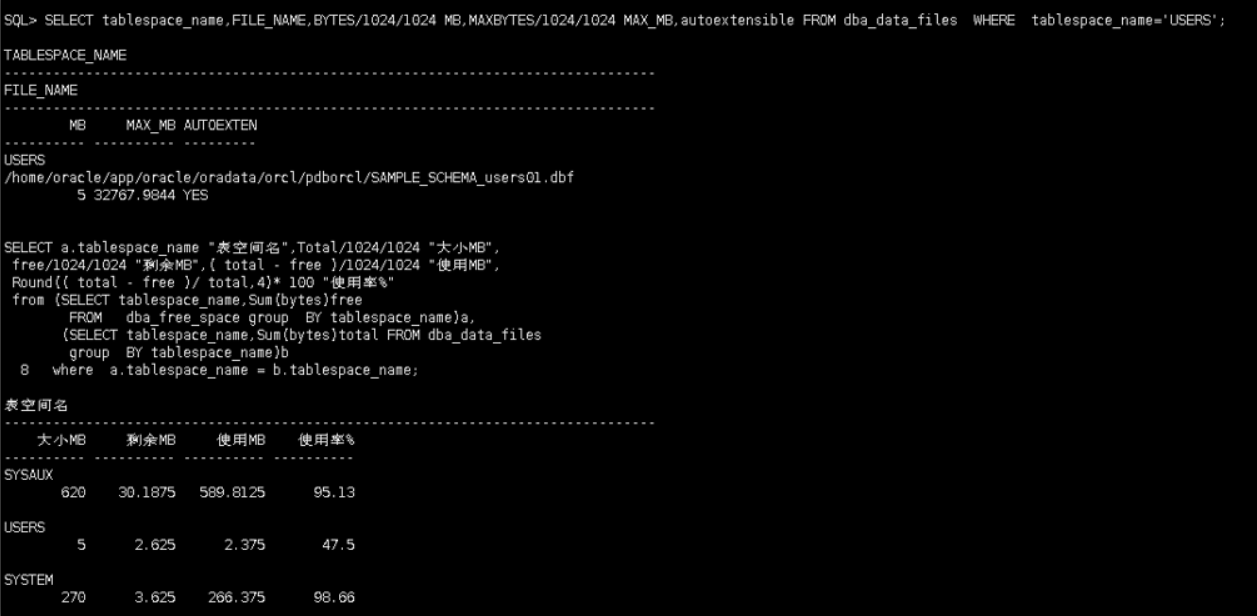 SQL> SELECT tablespace_name,FILE_NAME,BYTES/1024/1024 MB,MAXBYTES/1024/1024 MAX_MB,autoextensible FROM dba_data_files  WHERE  tablespace_name='USERS';
TABLESPACE_NAME
--------------------------------------------------------------------------------
FILE_NAME
--------------------------------------------------------------------------------
        MB     MAX_MB AUTOEXTEN
---------- ---------- ---------
USERS
/home/oracle/app/oracle/oradata/orcl/pdborcl/SAMPLE_SCHEMA_users01.dbf
         5 32767.9844 YES
SELECT a.tablespace_name "表空间名",Total/1024/1024 "大小MB",
 free/1024/1024 "剩余MB",( total - free )/1024/1024 "使用MB",
 Round(( total - free )/ total,4)* 100 "使用率%"
 from (SELECT tablespace_name,Sum(bytes)free
        FROM   dba_free_space group  BY tablespace_name)a,
       (SELECT tablespace_name,Sum(bytes)total FROM dba_data_files
        group  BY tablespace_name)b
  8   where  a.tablespace_name = b.tablespace_name;
表空间名
--------------------------------------------------------------------------------
    大小MB     剩余MB     使用MB    使用率%
---------- ---------- ---------- ----------
SYSAUX
       620    30.1875   589.8125      95.13
USERS
         5      2.625      2.375       47.5
SYSTEM
       270      3.625    266.375      98.66